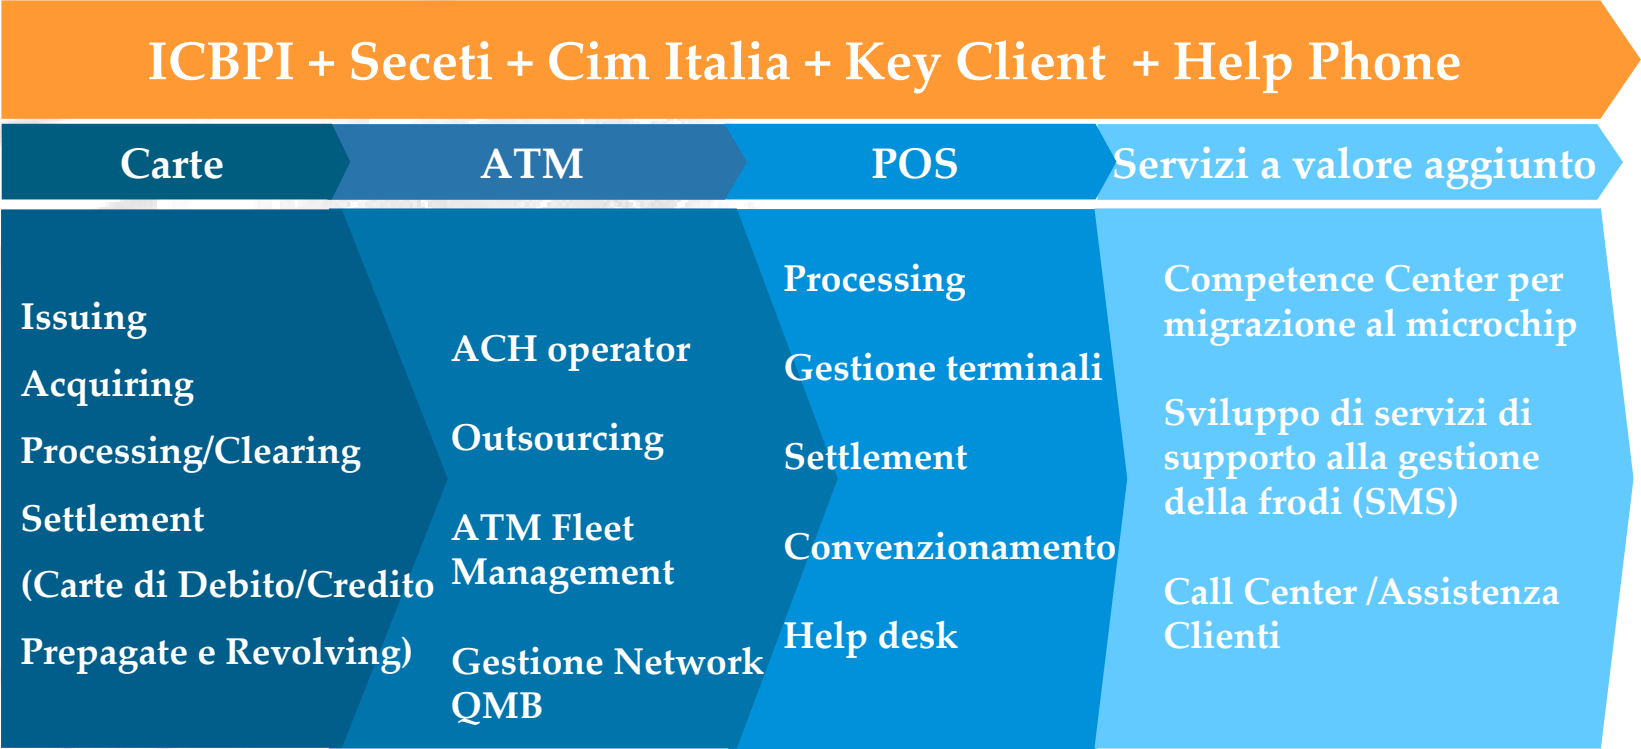 ICBPI + Seceti + Cim Italia + Key Client + Help Phone
Carte
ATM
POS
Servizi a valore aggiunto
Issuing
Acquiring
Processing/Clearing
Settlement
(Carte di Debito/Credito
Prepagate e Revolving)
ACH operator
Outsourcing
ATM Fleet
Management
Gestione Network
QMB
Processing
Gestione terminali
Settlement
Convenzionamento
Help desk
Competence Center per
migrazione al microchip
Sviluppo di servizi di
supporto alla gestione
della frodi (SMS)
Call Center /Assistenza
Clienti